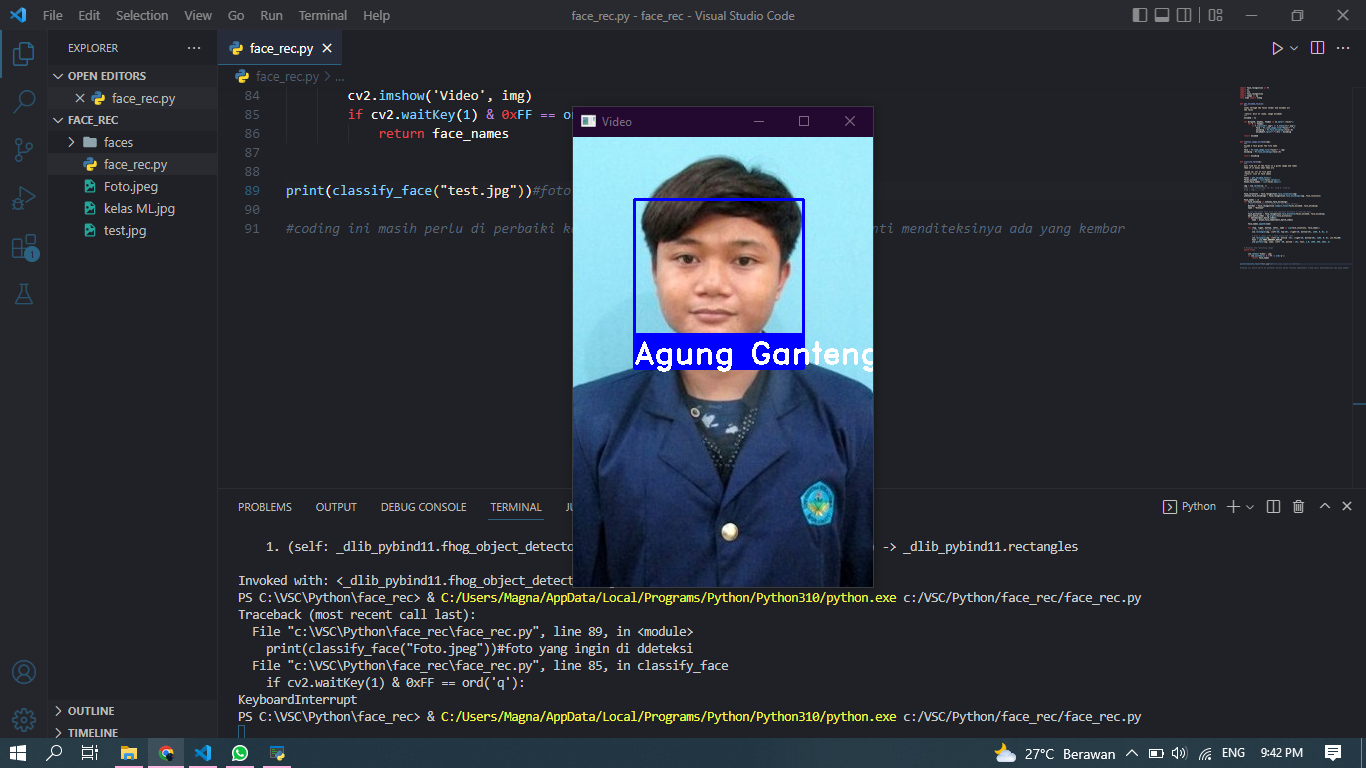 File Edit Selection View Go Run Terminal Help
face_rec.py - face_rec - Visual Studio Code
EXPLORER
OPEN EDITORS
face_rec.py
FACE_REC
faces
face_rec.py
Foto.jpeg
kelas ML.jpg
test.jpg
OUTLINE
TIMELINE
1
face_rec.py
face_rec.py > ...
84 cv2.imshow('Video', img)
85 if cv2.waitKey(1) & 0xFF == or
86 return face_names
87
88
89 print(classify_face("test.jpg"))#foto
90
91 #coding ini masih perlu di perbaiki nti menditeksinya ada yang kembar
Video
Agung Ganteng
PROBLEMS OUTPUT DEBUG CONSOLE TERMINAL
Python
1. (self: _dlib_pybind11.fhog_object_detecto -> _dlib_pybind11.rectangles
Invoked with: <_dlib_pybind11.fhog_object_detect
PS C:\VSC\Python\face_rec> & C:/Users/Magna/AppData/Local/Programs/Python/Python310/python.exe c:/VSC/Python/face_rec/face_rec.py
Traceback (most recent call last):
File "c:\VSC\Python\face_rec\face_rec.py", line 89, in <module>
print(classify_face("Foto.jpeg"))#foto yang ingin di ddeteksi
File "c:\VSC\Python\face_rec\face_rec.py", line 85, in classify_face
if cv2.waitKey(1) & 0xFF == ord('q'):
KeyboardInterrupt
PS C:\VSC\Python\face_rec> & C:/Users/Magna/AppData/Local/Programs/Python/Python310/python.exe c:/VSC/Python/face_rec/face_rec.py
27°C Berawan ENG 9:42 PM